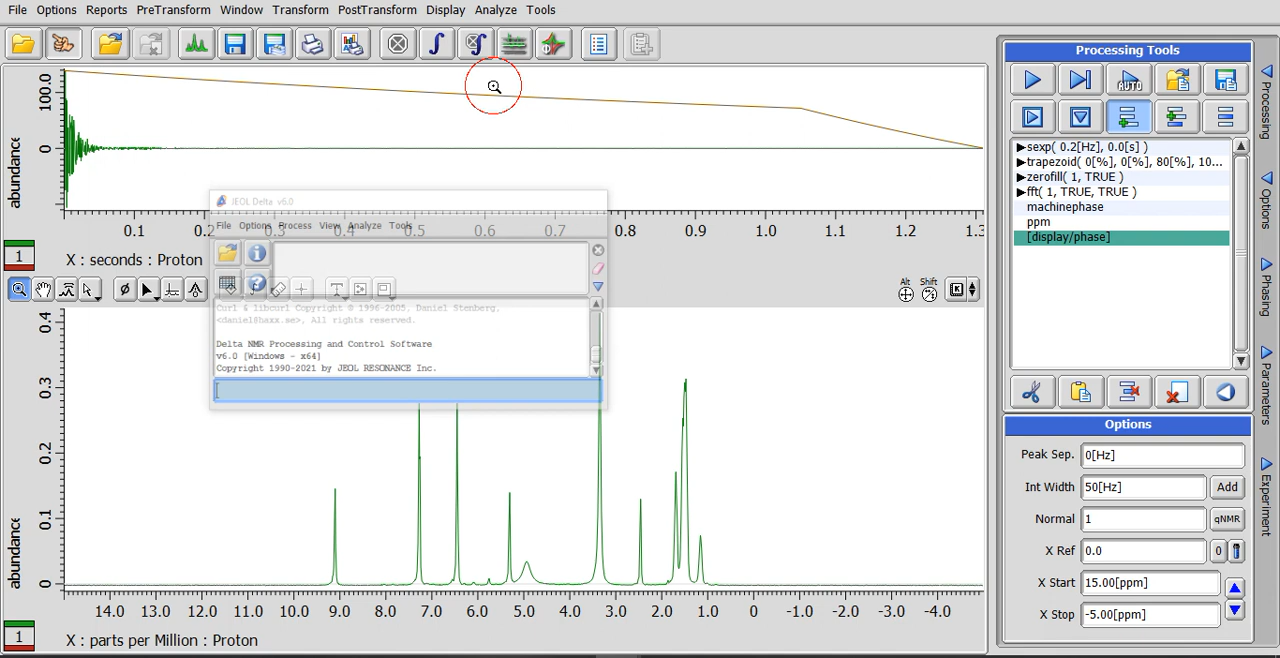 File Options Reports PreTransform Window Transform PostTransform Display Analyze Tools
Processing Tools
AUTO
sexp( 0.2[Hz], 0.0[s] )
trapezoid( 0[%], 0[%], 80[%], 10...
zerofill( 1, TRUE )
fft( 1, TRUE, TRUE )
machinephase
ppm
[display/phase]
Processing
Options
Phasing
Parameters
Experiment
abundance
100.0
0
0.1 0.2 0.3 0.4 0.5 0.6 0.7 0.8 0.9 1.0 1.1 1.2 1.3
1
X : seconds : Proton
JEOL Delta v6.0
File Options Process View Analyze Tools
Curl & libcurl Copyright © 1996-2005, Daniel Stenberg,
<daniel@haxx.se>, All rights reserved.
Delta NMR Processing and Control Software
v6.0 [Windows - x64]
Copyright 1990-2021 by JEOL RESONANCE Inc.
Alt Shift
abundance
0.4
0.3
0.2
0.1
0
14.0 13.0 12.0 11.0 10.0 9.0 8.0 7.0 6.0 5.0 4.0 3.0 2.0 1.0 0 -1.0 -2.0 -3.0 -4.0
1
X : parts per Million : Proton
Options
Peak Sep. 0[Hz]
Int Width 50[Hz] Add
Normal 1 qNMR
X Ref 0.0 0
X Start 15.00[ppm]
X Stop -5.00[ppm]